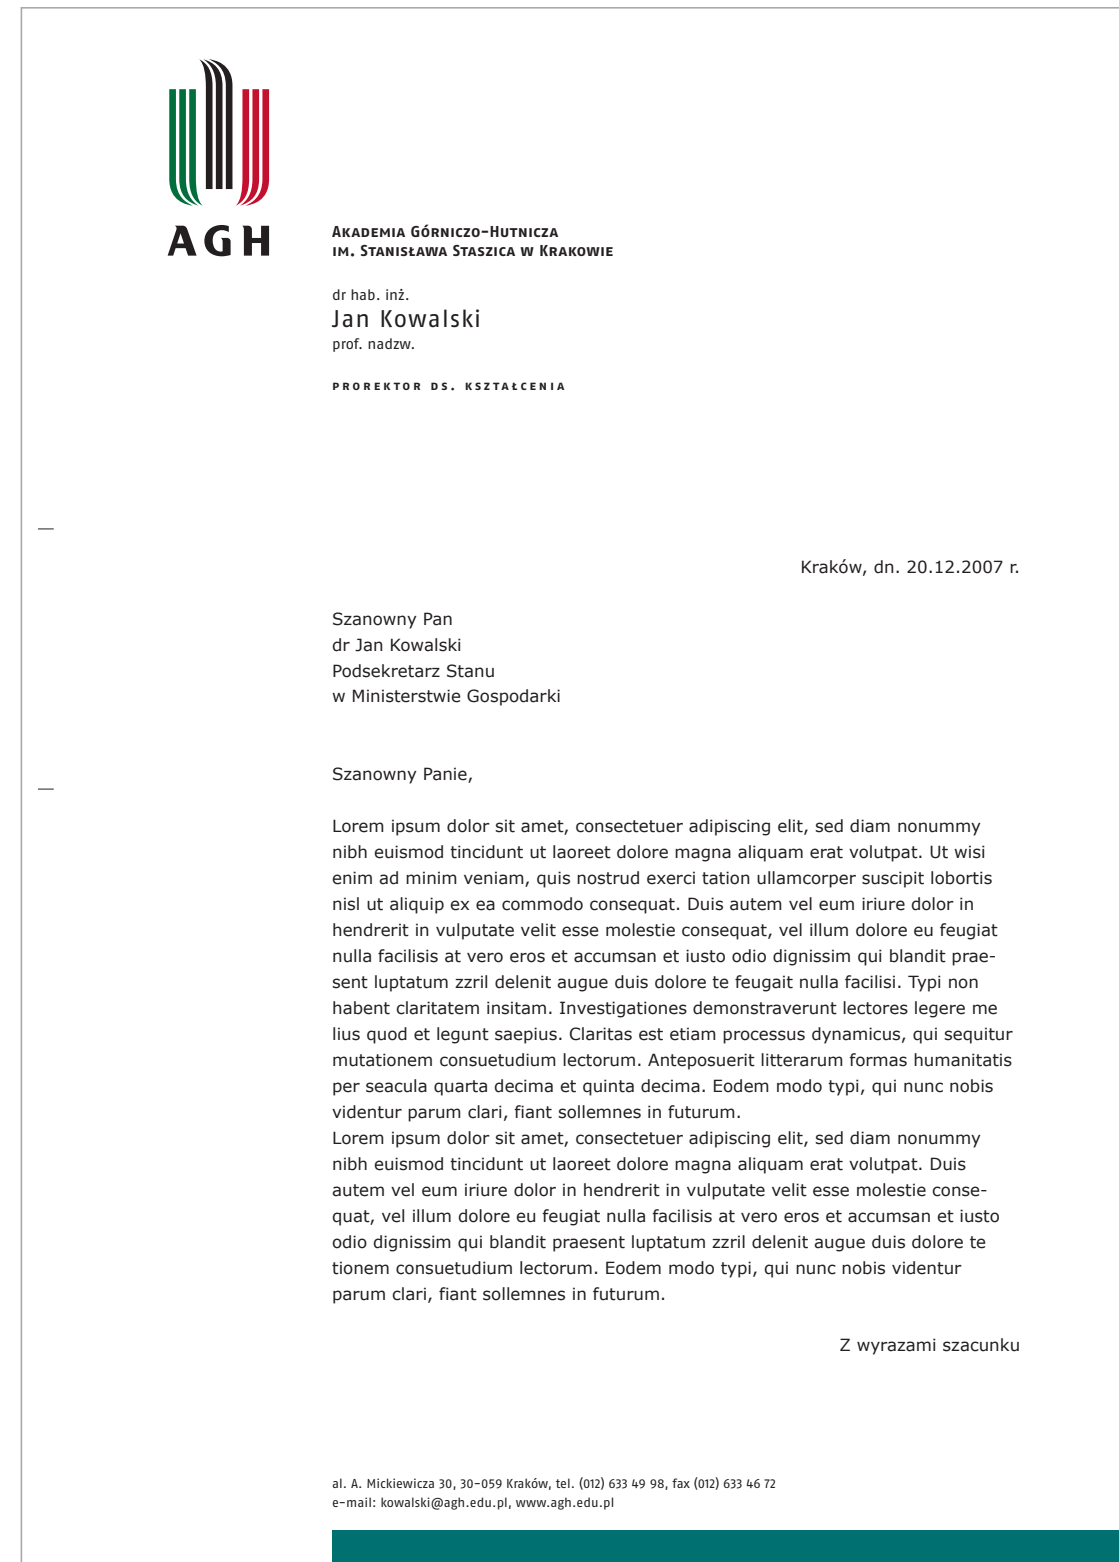 AGH
Akademia Górniczo-Hutnicza
im. Stanisława Staszica w Krakowie
dr hab. inż.
Jan Kowalski
prof. nadzw.
PROREKTOR DS. KSZTAŁCENIA
Kraków, dn. 20.12.2007 r.
Szanowny Pan
dr Jan Kowalski
Podsekretarz Stanu
w Ministerstwie Gospodarki
Szanowny Panie,
Lorem ipsum dolor sit amet, consectetuer adipiscing elit, sed diam nonummy
nibh euismod tincidunt ut laoreet dolore magna aliquam erat volutpat. Ut wisi
enim ad minim veniam, quis nostrud exerci tation ullamcorper suscipit lobortis
nisl ut aliquip ex ea commodo consequat. Duis autem vel eum iriure dolor in
hendrerit in vulputate velit esse molestie consequat, vel illum dolore eu feugiat
nulla facilisis at vero eros et accumsan et iusto odio dignissim qui blandit prae-
sent luptatum zzril delenit augue duis dolore te feugait nulla facilisi. Typi non
habent claritatem insitam. Investigationes demonstraverunt lectores legere me
lius quod et legunt saepius. Claritas est etiam processus dynamicus, qui sequitur
mutationem consuetudium lectorum. Anteposuerit litterarum formas humanitatis
per seacula quarta decima et quinta decima. Eodem modo typi, qui nunc nobis
videntur parum clari, fiant sollemnes in futurum.
Lorem ipsum dolor sit amet, consectetuer adipiscing elit, sed diam nonummy
nibh euismod tincidunt ut laoreet dolore magna aliquam erat volutpat. Duis
autem vel eum iriure dolor in hendrerit in vulputate velit esse molestie conse-
quat, vel illum dolore eu feugiat nulla facilisis at vero eros et accumsan et iusto
odio dignissim qui blandit praesent luptatum zzril delenit augue duis dolore te
tionem consuetudium lectorum. Eodem modo typi, qui nunc nobis videntur
parum clari, fiant sollemnes in futurum.
Z wyrazami szacunku
al. A. Mickiewicza 30, 30-059 Kraków, tel. (012) 633 49 98, fax (012) 633 46 72
e-mail: kowalski@agh.edu.pl, www.agh.edu.pl